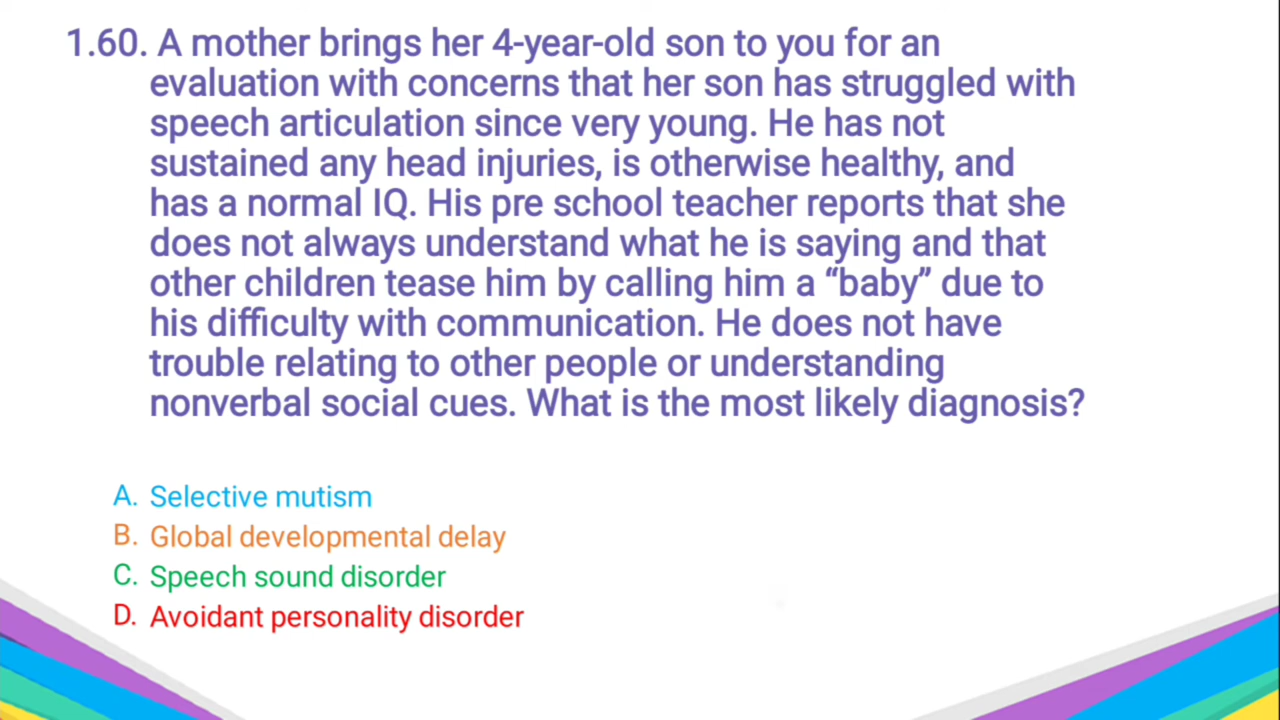 1.60. A mother brings her 4-year-old son to you for an
evaluation with concerns that her son has struggled with
speech articulation since very young. He has not
sustained any head injuries, is otherwise healthy, and
has a normal IQ. His pre school teacher reports that she
does not always understand what he is saying and that
other children tease him by calling him a “baby” due to
his difficulty with communication. He does not have
trouble relating to other people or understanding
nonverbal social cues. What is the most likely diagnosis?
A. Selective mutism
B. Global developmental delay
C. Speech sound disorder
D. Avoidant personality disorder